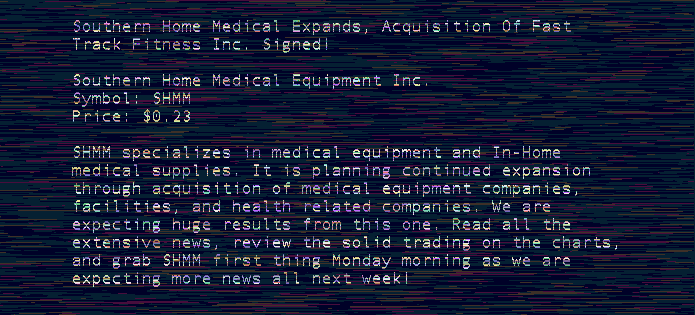 Southern Home Medical Expands, Acquisition Of Fast
Track Fitness Inc. Signed!
Southern Home Medical Equipment Inc.
Symbol: SHMM
Price: $0.23
SHMM specializes in medical equipment and In-Home
medical supplies. It is planning continued expansion
through acquisition of medical equipment companies,
facilities, and health related companies. We are
expecting huge results from this one. Read all the
extensive news, review the solid trading on the charts,
and grab SHMM first thing Monday morning as we are
expecting more news all next week!